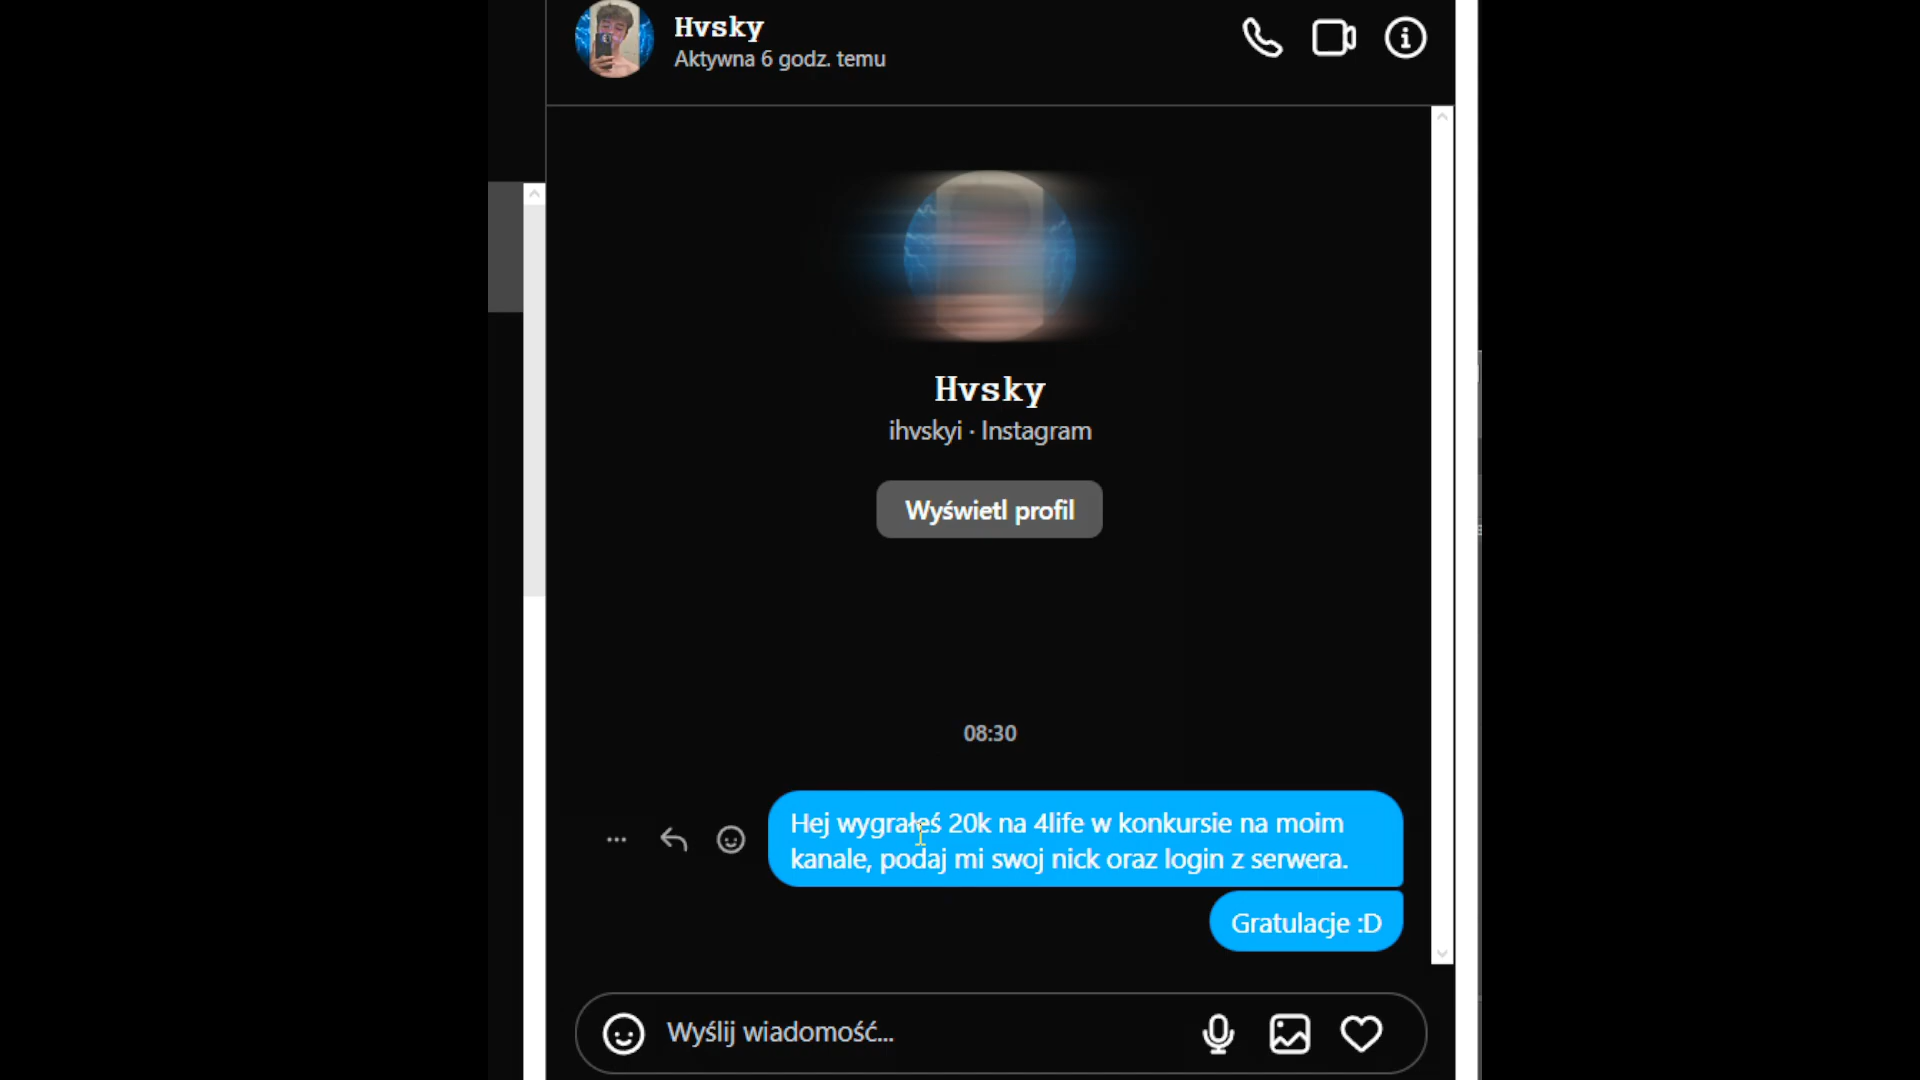 Hvsky
Aktywna 6 godz. temu
Hvsky
ihvskyi · Instagram
Wyświetl profil
08:30
Hej wygrałeś 20k na 4life w konkursie na moim
kanale, podaj mi swoj nick oraz login z serwera.
Gratulacje :D
Wyślij wiadomość...